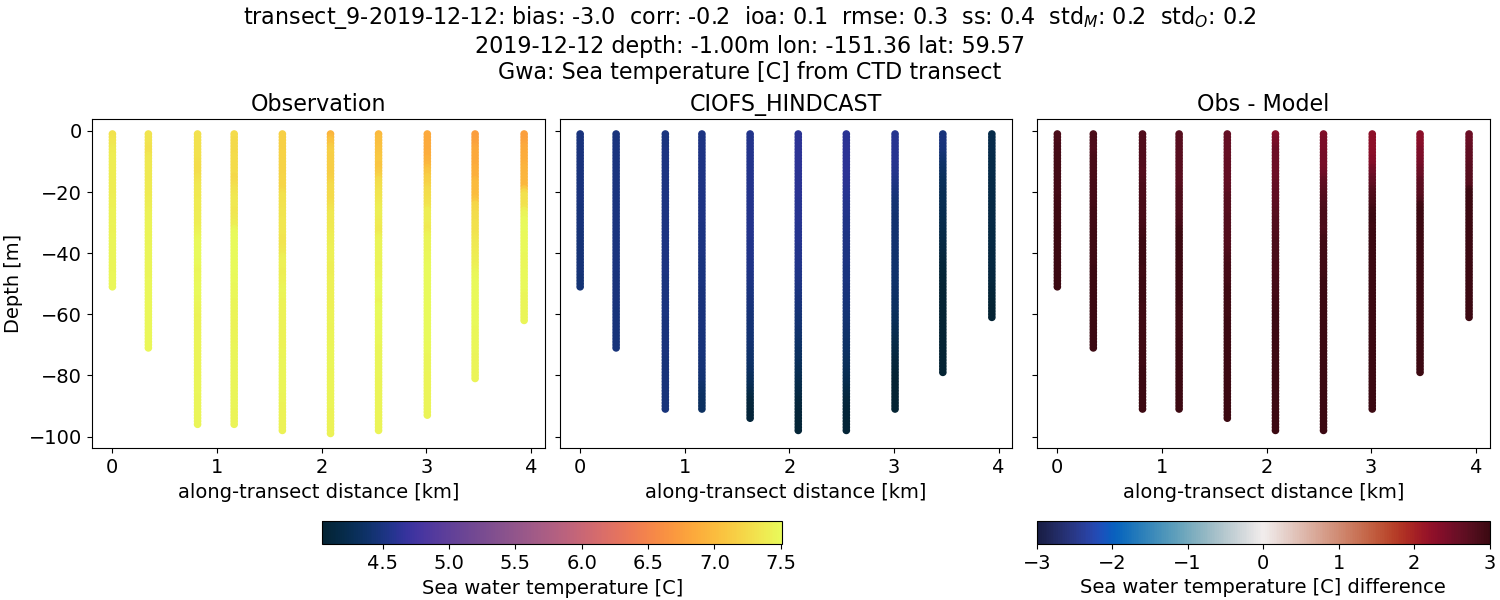 transect_9-2019-12-12: bias: -3.0  corr: -0.2  ioa: 0.1  rmse: 0.3  ss: 0.4  std_M: 0.2  std_O: 0.2
2019-12-12 depth: -1.00m lon: -151.36 lat: 59.57
Gwa: Sea temperature [C] from CTD transect
Observation
CIOFS_HINDCAST
Obs - Model
Depth [m]
0
−20
−40
−60
−80
−100
0 1 2 3 4
0 1 2 3 4
0 1 2 3 4
along-transect distance [km]
along-transect distance [km]
along-transect distance [km]
4.5 5.0 5.5 6.0 6.5 7.0 7.5
Sea water temperature [C]
−3 −2 −1 0 1 2 3
Sea water temperature [C] difference